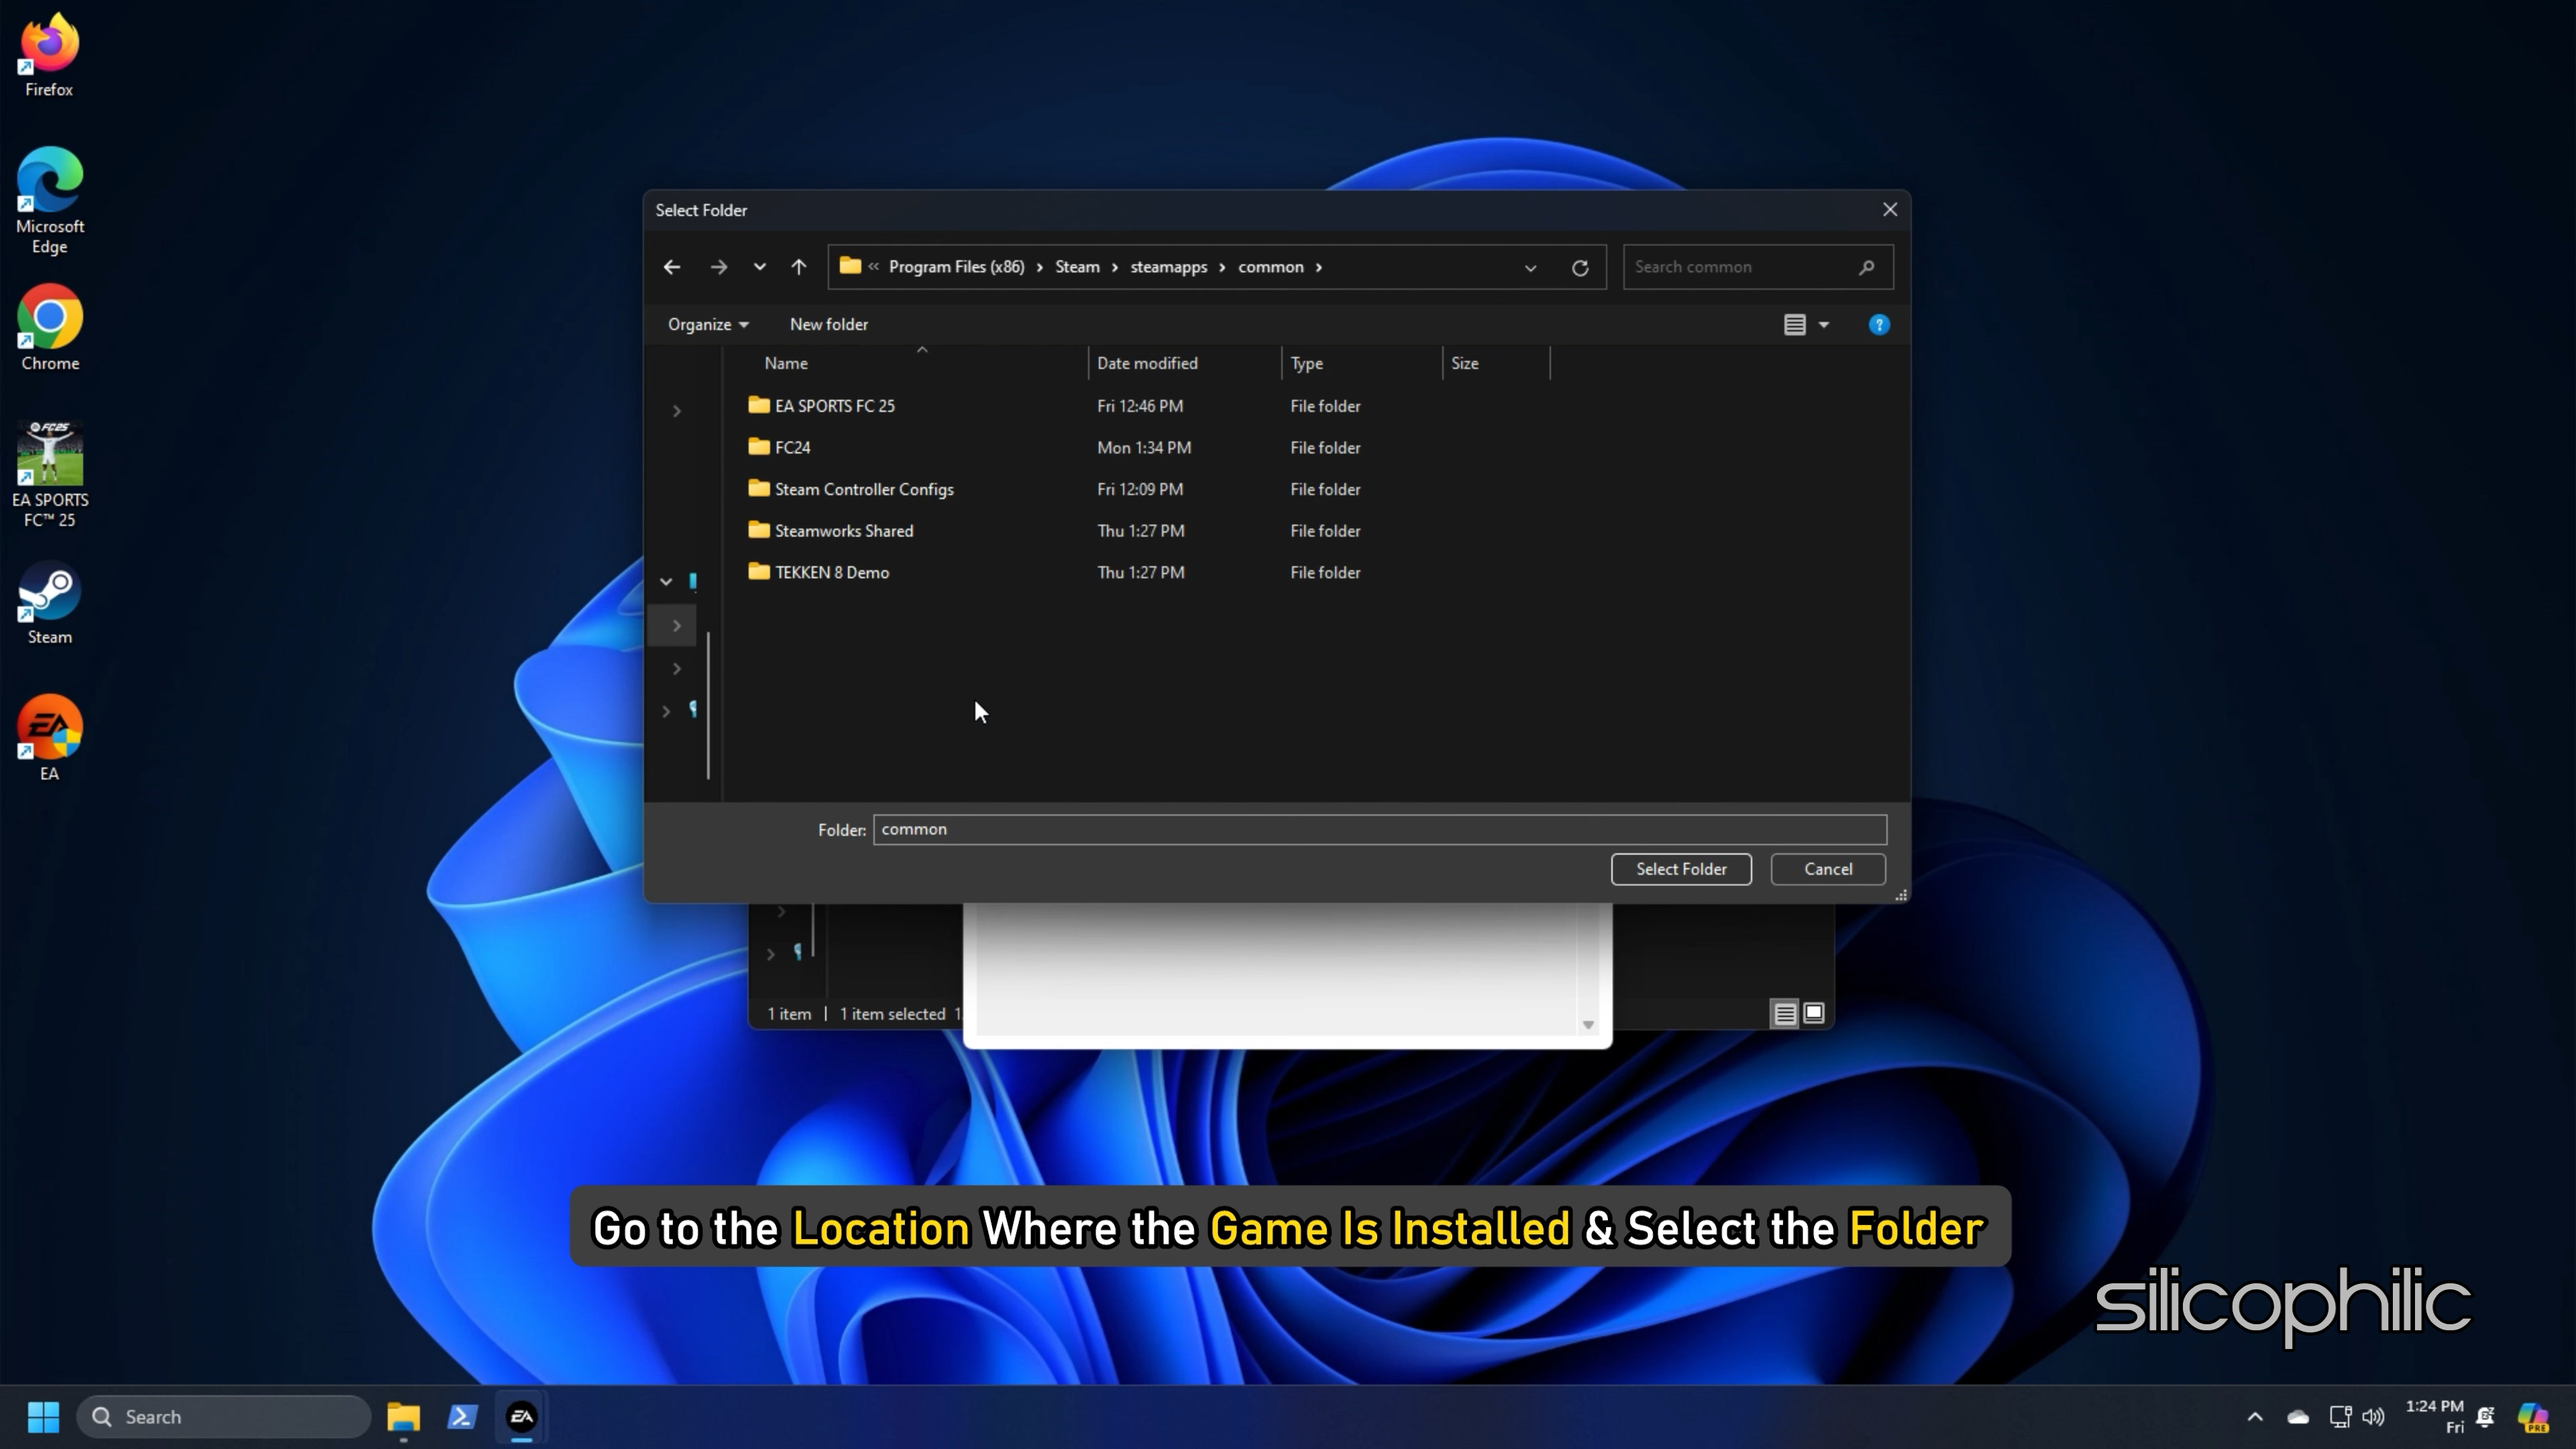 Firefox
Microsoft
Edge
Chrome
FC25
EA SPORTS
FC™ 25
Steam
EA
EA
Select Folder
« Program Files (x86) › Steam › steamapps › common ›
Search common
Organize
New folder
?
Name
Date modified
Type
Size
EA SPORTS FC 25
Fri 12:46 PM
File folder
FC24
Mon 1:34 PM
File folder
Steam Controller Configs
Fri 12:09 PM
File folder
Steamworks Shared
Thu 1:27 PM
File folder
TEKKEN 8 Demo
Thu 1:27 PM
File folder
Folder: common
Select Folder
Cancel
1 item | 1 item selected 1
Go to the Location Where the Game Is Installed & Select the Folder
silicophilic
Search
EA
1:24 PM
Fri
PRE